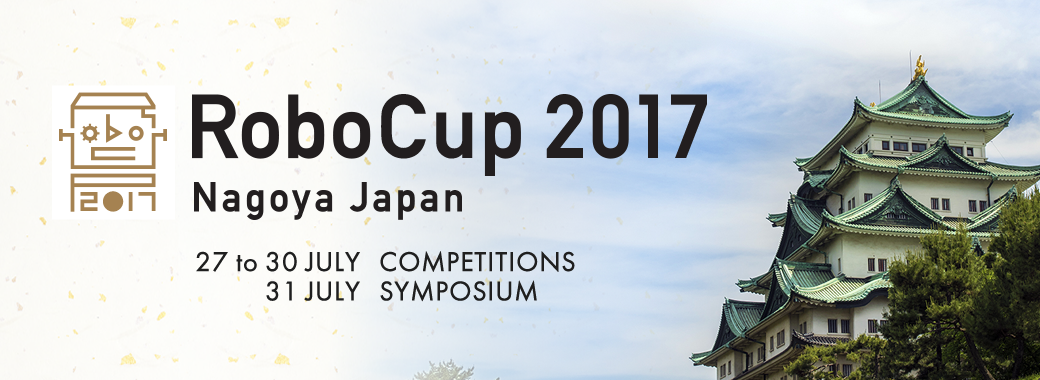 RoboCup 2017
Nagoya Japan
2017
27 to 30 JULY COMPETITIONS
31 JULY SYMPOSIUM